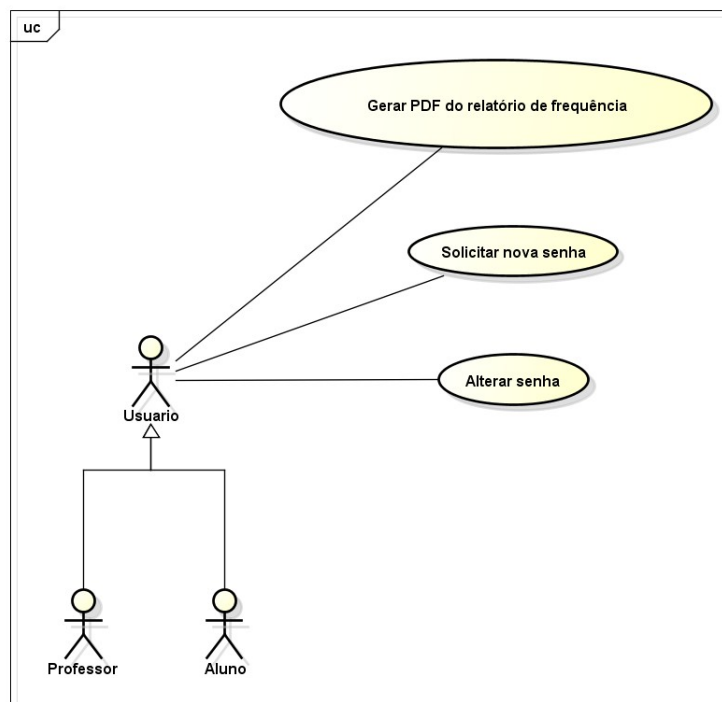 uc
Gerar PDF do relatório de frequência
Solicitar nova senha
Alterar senha
Usuario
Professor
Aluno